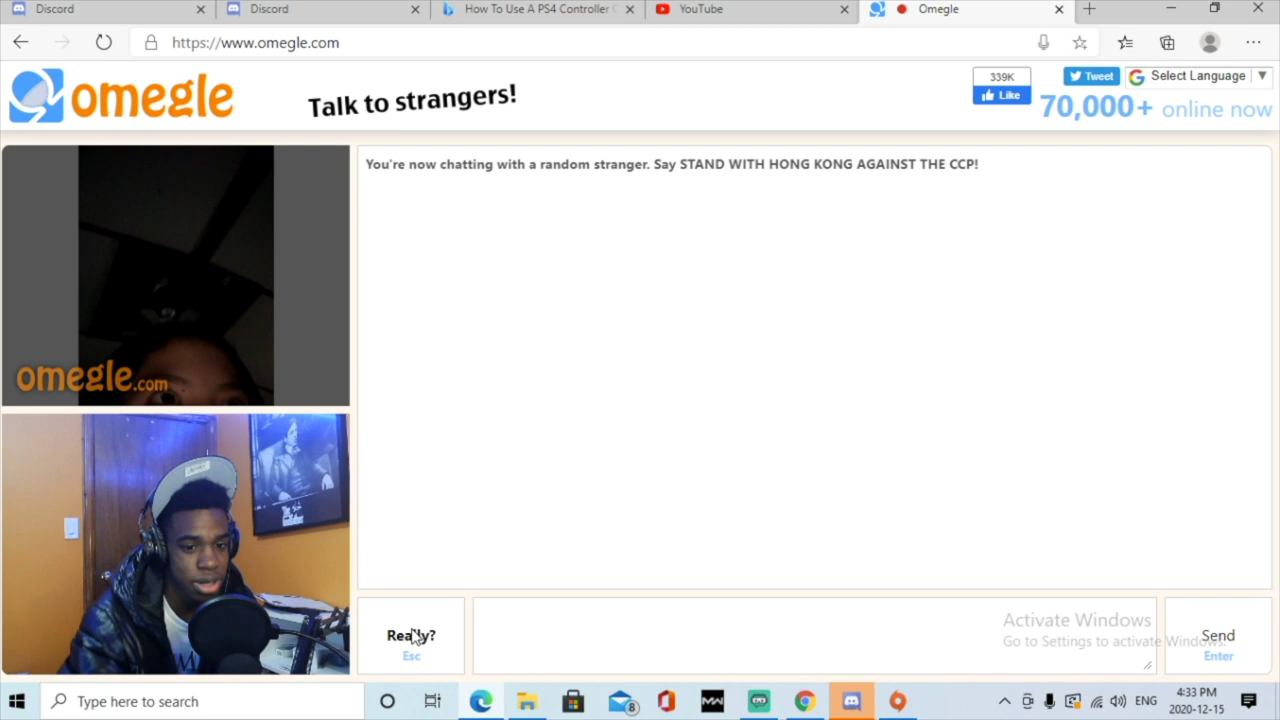 Discord
Discord
How To Use A PS4 Controller
YouTube
Omegle
https://www.omegle.com
omegle
Talk to strangers!
339K
Like
Tweet
Select Language
70,000+ online now
You're now chatting with a random stranger. Say STAND WITH HONG KONG AGAINST THE CCP!
omegle.com
The
Godfather
Really?
Esc
Activate Windows
Go to Settings to activate Windows.
Send
Enter
Type here to search
8
ENG
4:33 PM
2020-12-15